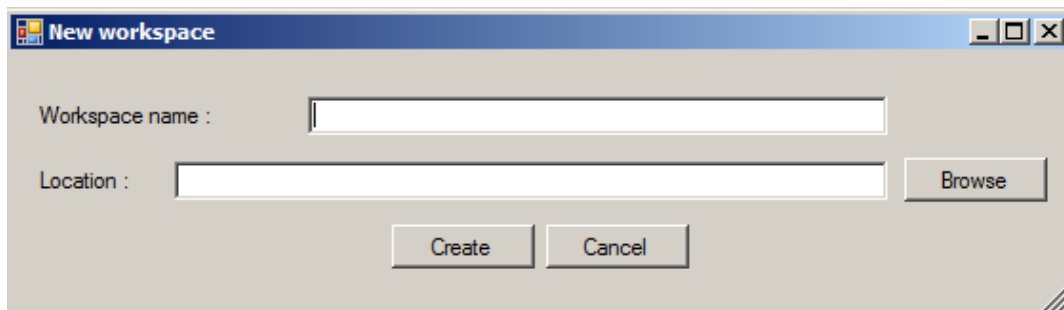 New workspace
Workspace name :
Location :
Browse
Create
Cancel